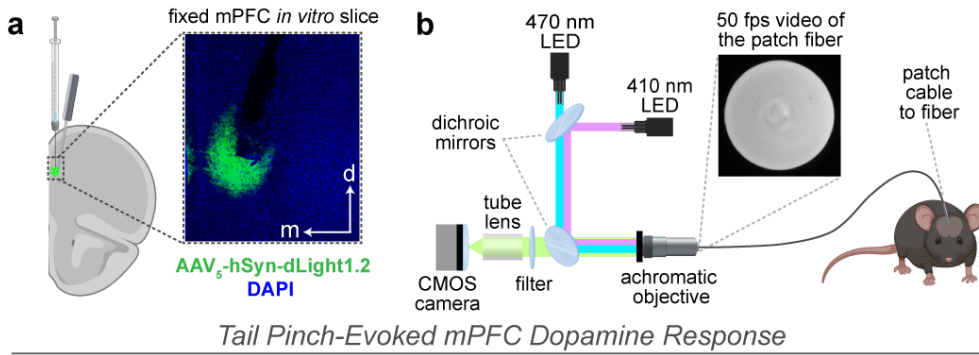 a
fixed mPFC in vitro slice
d
m
AAV5-hSyn-dLight1.2
DAPI
b
470 nm
LED
410 nm
LED
50 fps video of
the patch fiber
patch
cable
to fiber
dichroic
mirrors
tube
lens
CMOS
camera
filter
achromatic
objective
Tail Pinch-Evoked mPFC Dopamine Response